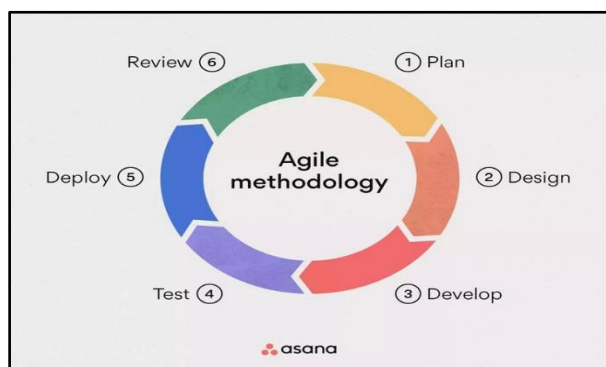 Review 6
1 Plan
Deploy 5
Agile
methodology
2 Design
Test 4
3 Develop
asana